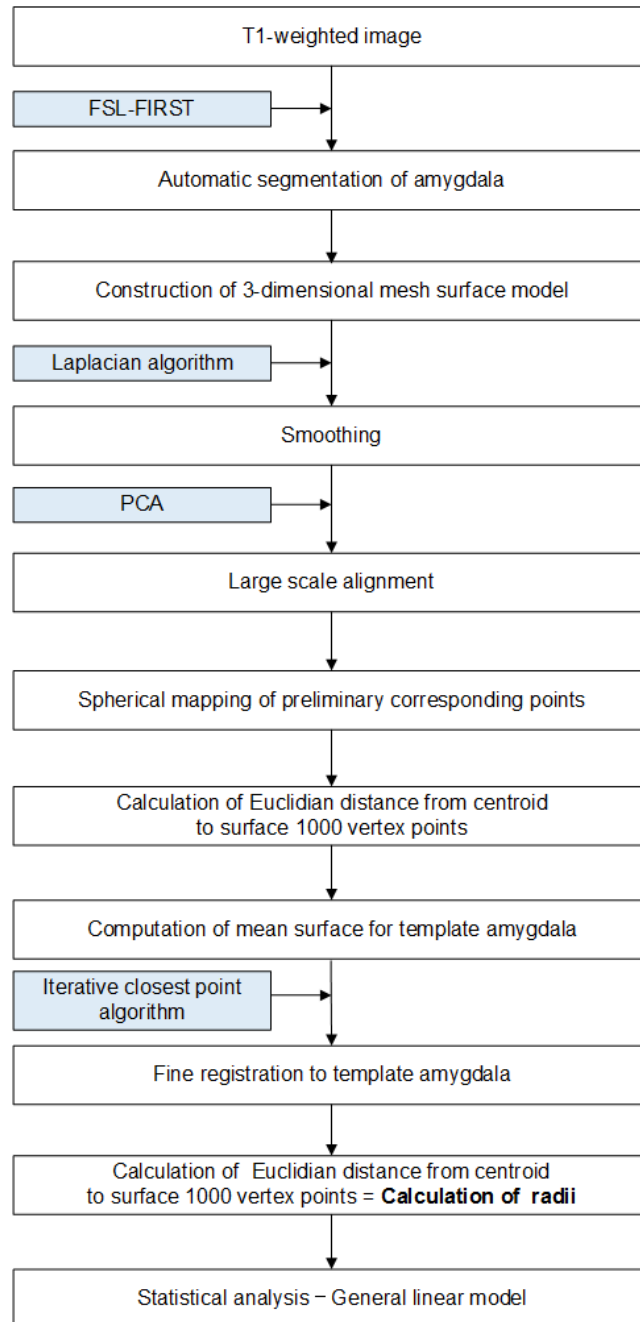 T1-weighted image
FSL-FIRST
Automatic segmentation of amygdala
Construction of 3-dimensional mesh surface model
Laplacian algorithm
Smoothing
PCA
Large scale alignment
Spherical mapping of preliminary corresponding points
Calculation of Euclidian distance from centroid
to surface 1000 vertex points
Computation of mean surface for template amygdala
Iterative closest point
algorithm
Fine registration to template amygdala
Calculation of Euclidian distance from centroid
to surface 1000 vertex points = Calculation of radii
Statistical analysis – General linear model